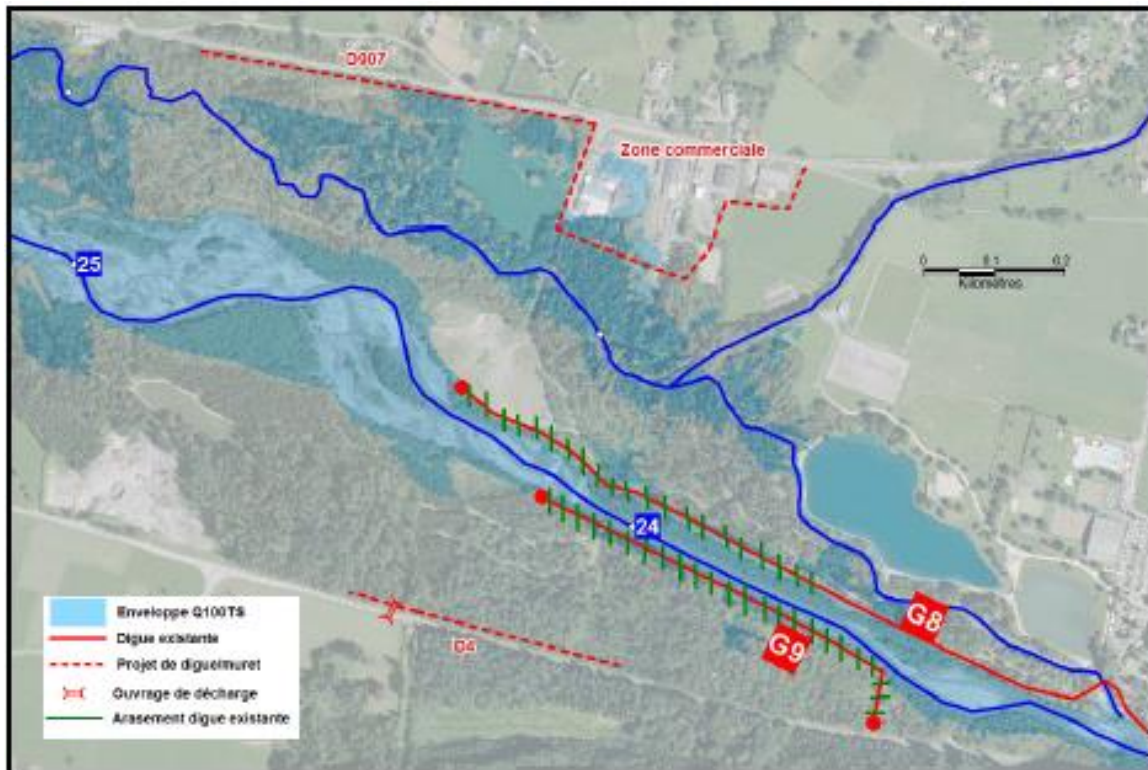 D907
Zone commerciale
25
0 0.1 0.2
Kilomètres
24
G8
G9
D4
Enveloppe Q100TS
Digue existante
Projet de digue/muret
Ouvrage de décharge
Arasement digue existante